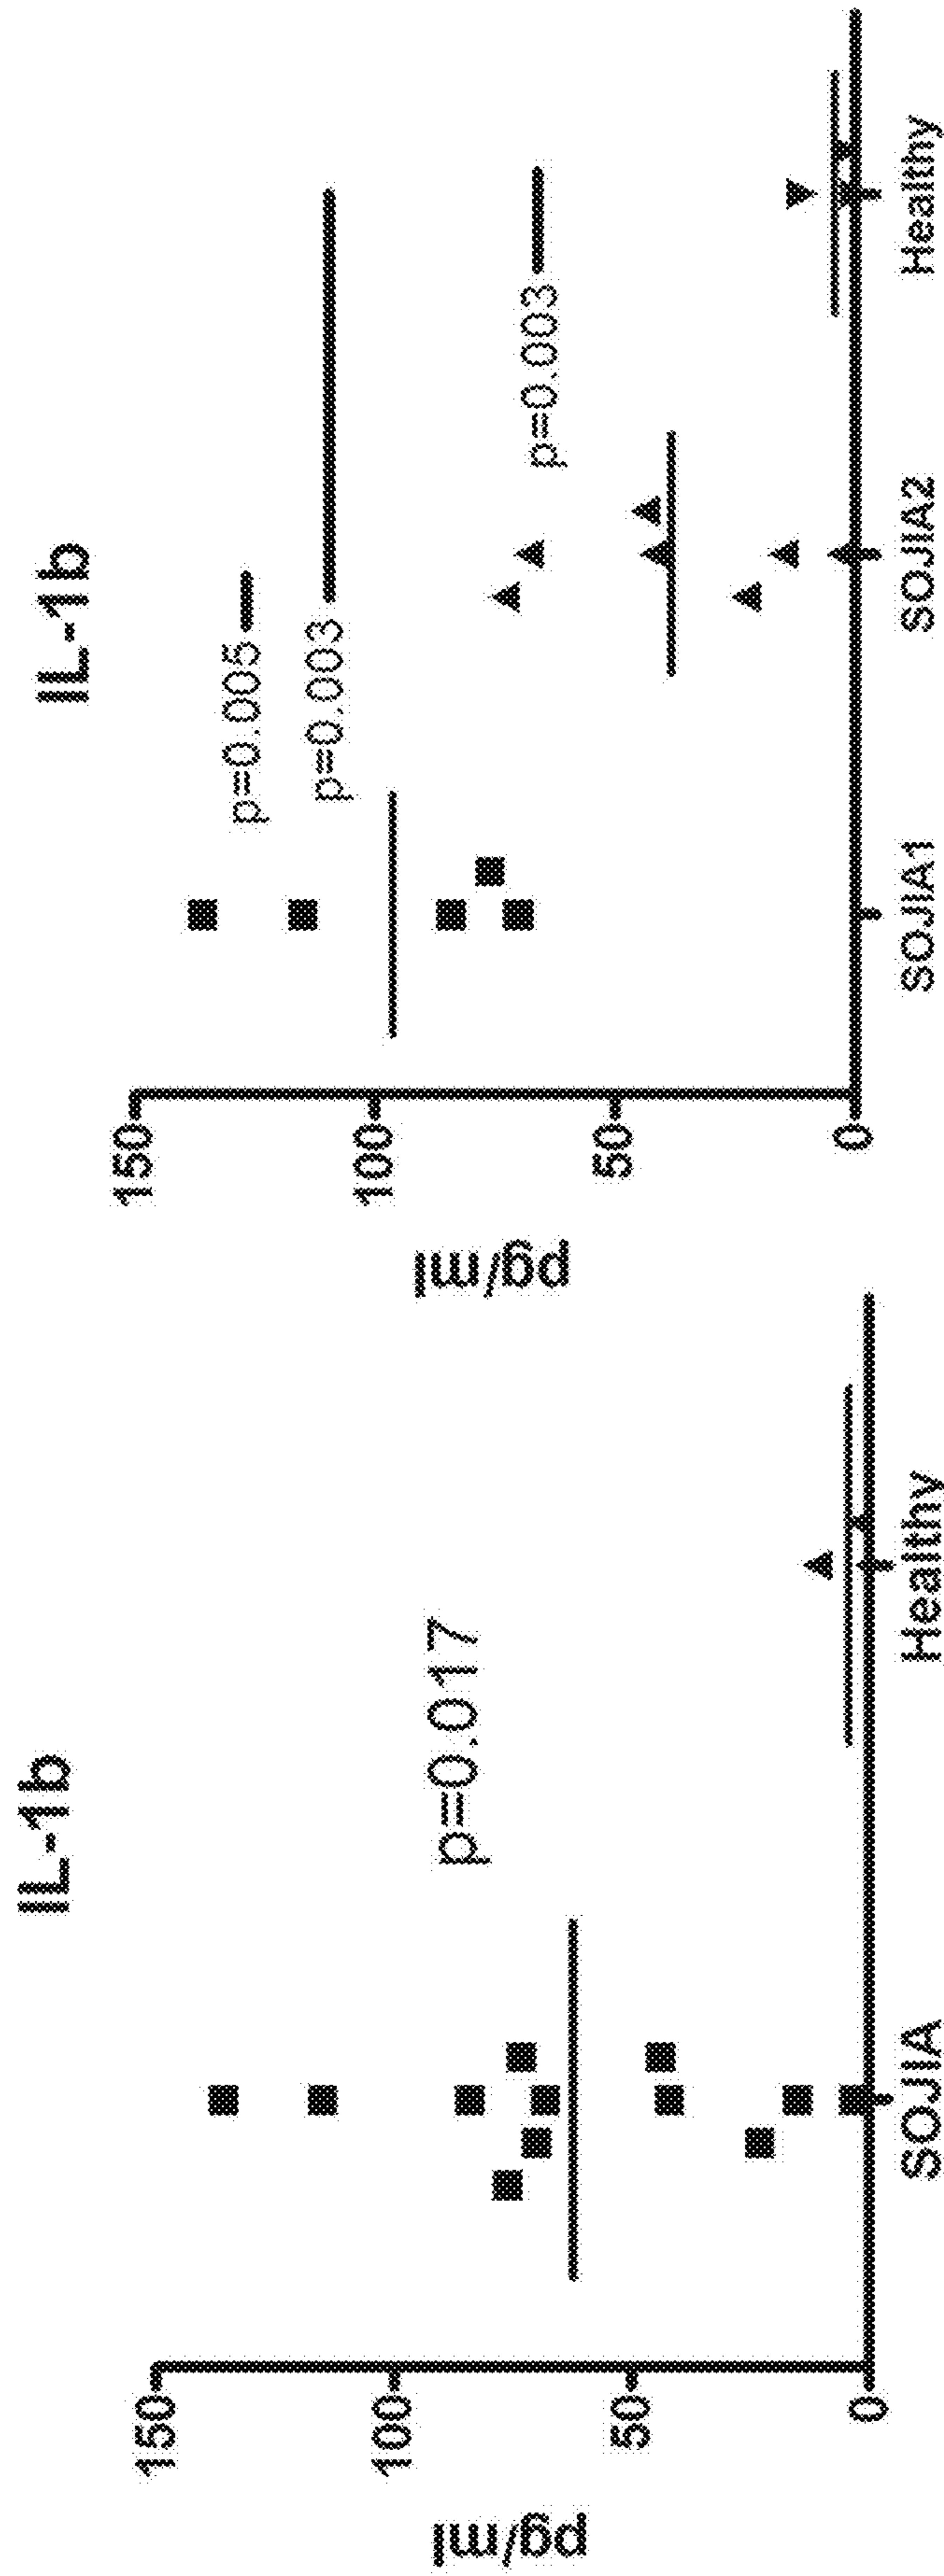 IL-1b
pg/ml
150
100
50
0
p=0.017
SOJIA
Healthy
IL-1b
pg/ml
150
100
50
0
p=0.005
p=0.003
p=0.003
SOJIA1
SOJIA2
Healthy